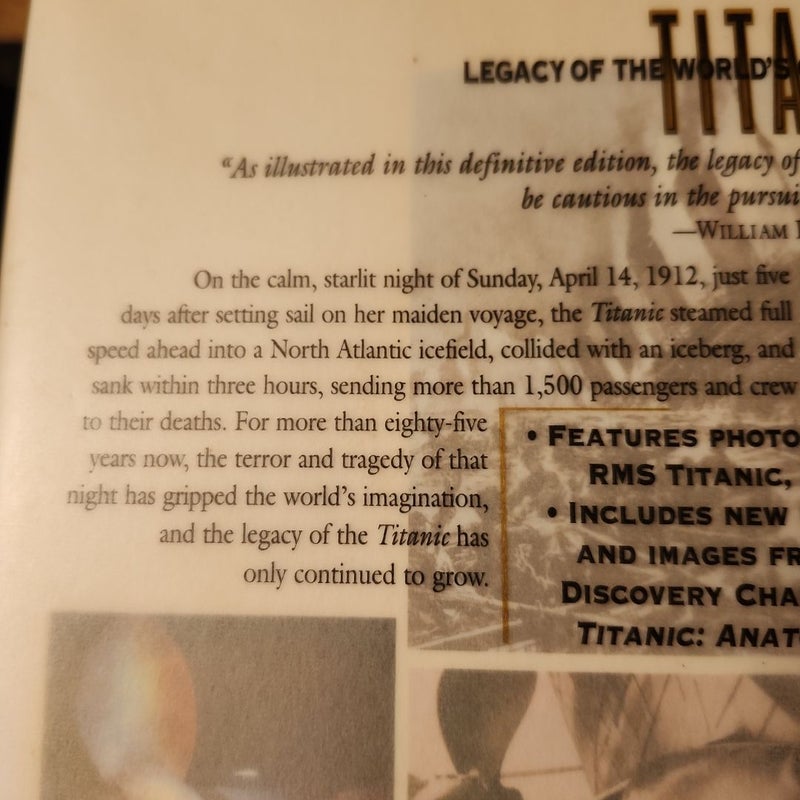 TITA
LEGACY OF THE WORLD'S
"As illustrated in this definitive edition, the legacy of
be cautious in the pursui
—WILLIAM
On the calm, starlit night of Sunday, April 14, 1912, just five
days after setting sail on her maiden voyage, the Titanic steamed full
speed ahead into a North Atlantic icefield, collided with an iceberg, and
sank within three hours, sending more than 1,500 passengers and crew
to their deaths. For more than eighty-five
years now, the terror and tragedy of that
night has gripped the world's imagination,
and the legacy of the Titanic has
only continued to grow.
• FEATURES PHOTO
RMS TITANIC,
• INCLUDES NEW
AND IMAGES FR
DISCOVERY CHA
TITANIC: ANAT